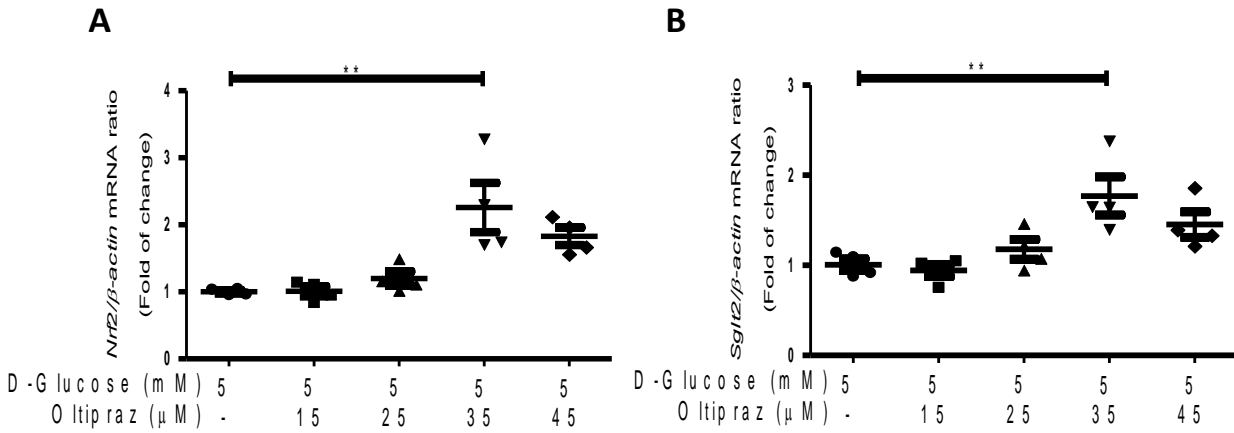 A
**
Nrf2/β-actin mRNA ratio
(Fold of change)
4
3
2
1
0
D-Glucose (mM) 5 5 5 5 5
Oltipraz (μM) - 15 25 35 45
B
**
Sglt2/β-actin mRNA ratio
(Fold of change)
3
2
1
0
D-Glucose (mM) 5 5 5 5 5
Oltipraz (μM) - 15 25 35 45